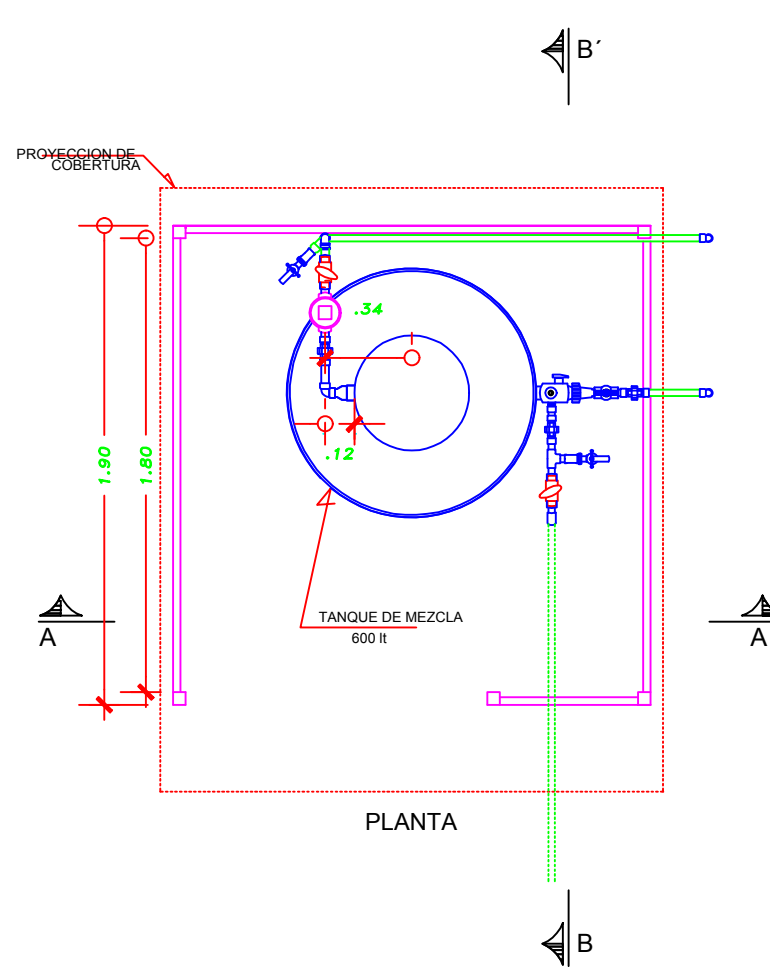 B´
PROYECCION DE
COBERTURA
.34
.12
1.90
1.80
A
TANQUE DE MEZCLA
600 lt
A
PLANTA
B